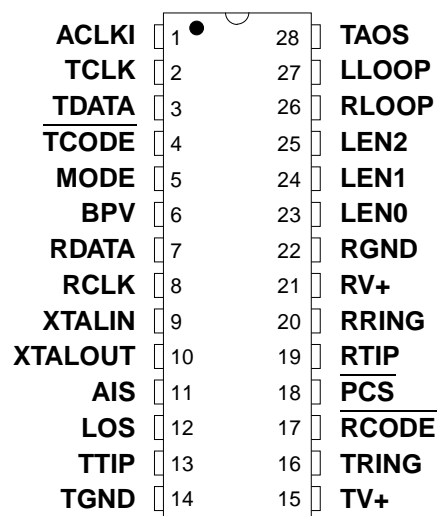 ACLKI 1 28 TAOS
TCLK 2 27 LLOOP
TDATA 3 26 RLOOP
TCODE 4 25 LEN2
MODE 5 24 LEN1
BPV 6 23 LEN0
RDATA 7 22 RGND
RCLK 8 21 RV+
XTALIN 9 20 RRING
XTALOUT 10 19 RTIP
AIS 11 18 PCS
LOS 12 17 RCODE
TTIP 13 16 TRING
TGND 14 15 TV+